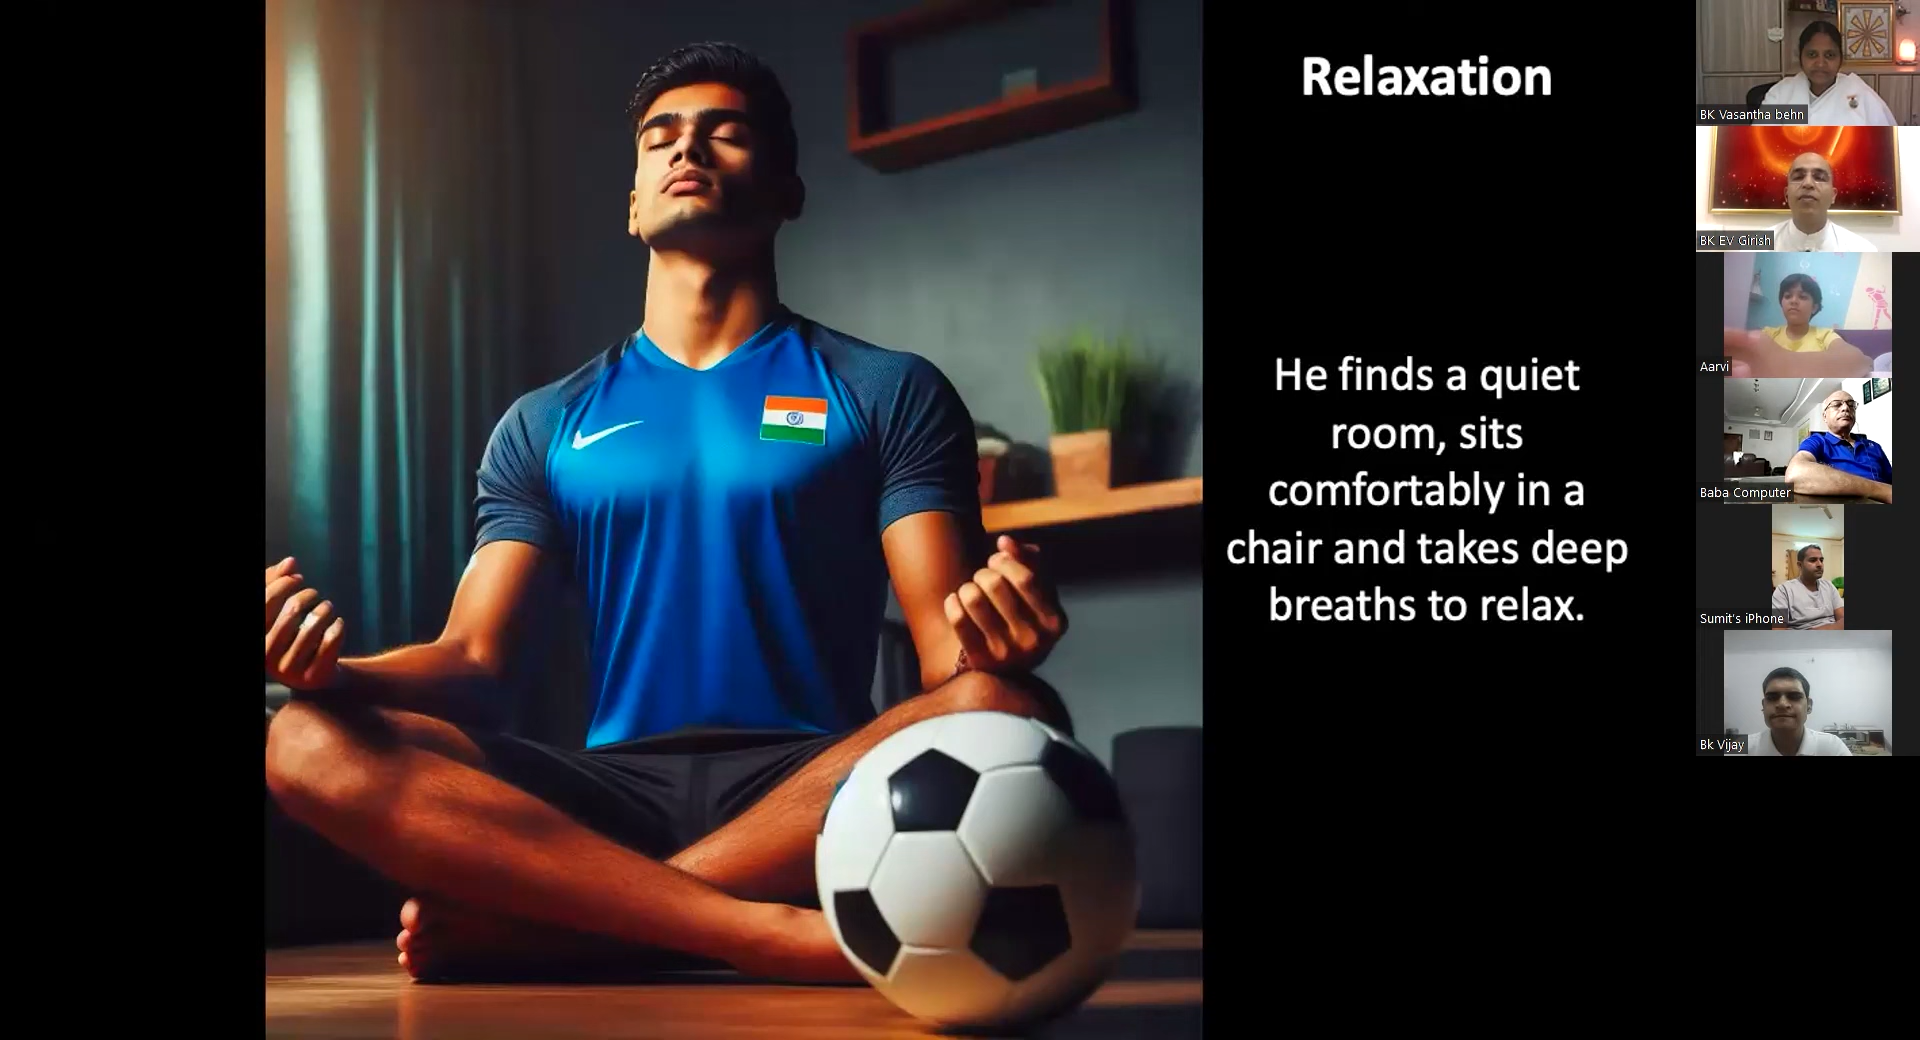 Relaxation
He finds a quiet
room, sits
comfortably in a
chair and takes deep
breaths to relax.
BK Vasantha behn
BK EV Girish
Aarvi
Baba Computer
Sumit's iPhone
Bk Vijay